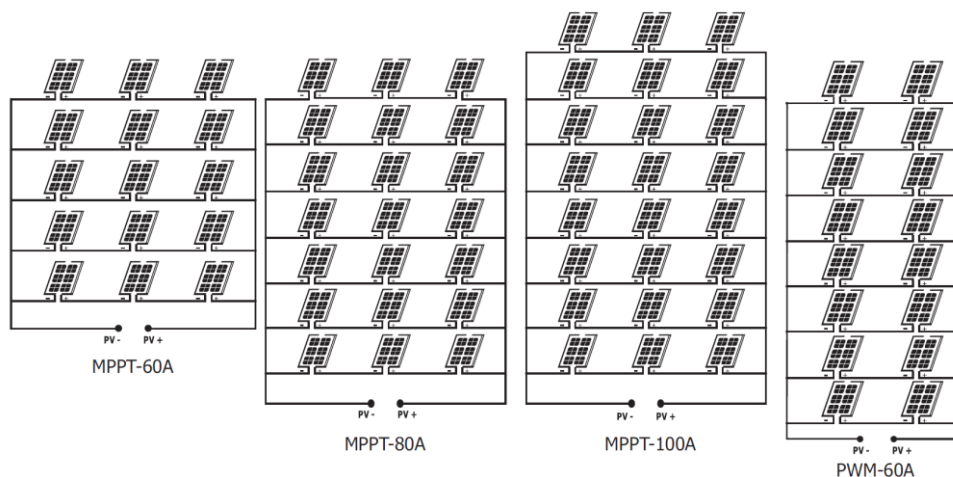 PV - PV +
MPPT-60A
PV - PV +
MPPT-80A
PV - PV +
MPPT-100A
PV - PV +
PWM-60A